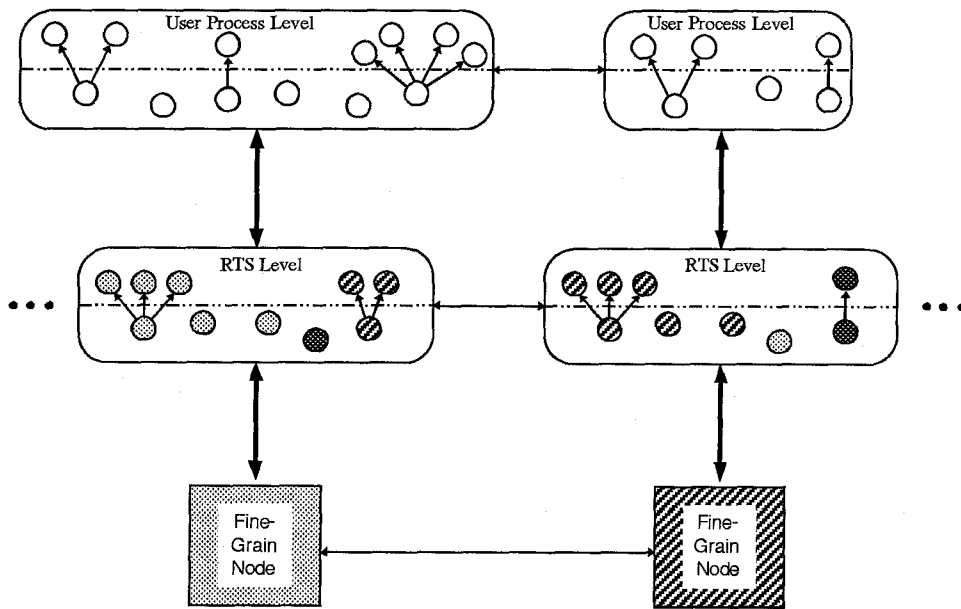 User Process Level
User Process Level
RTS Level
RTS Level
Fine-
Grain
Node
Fine-
Grain
Node